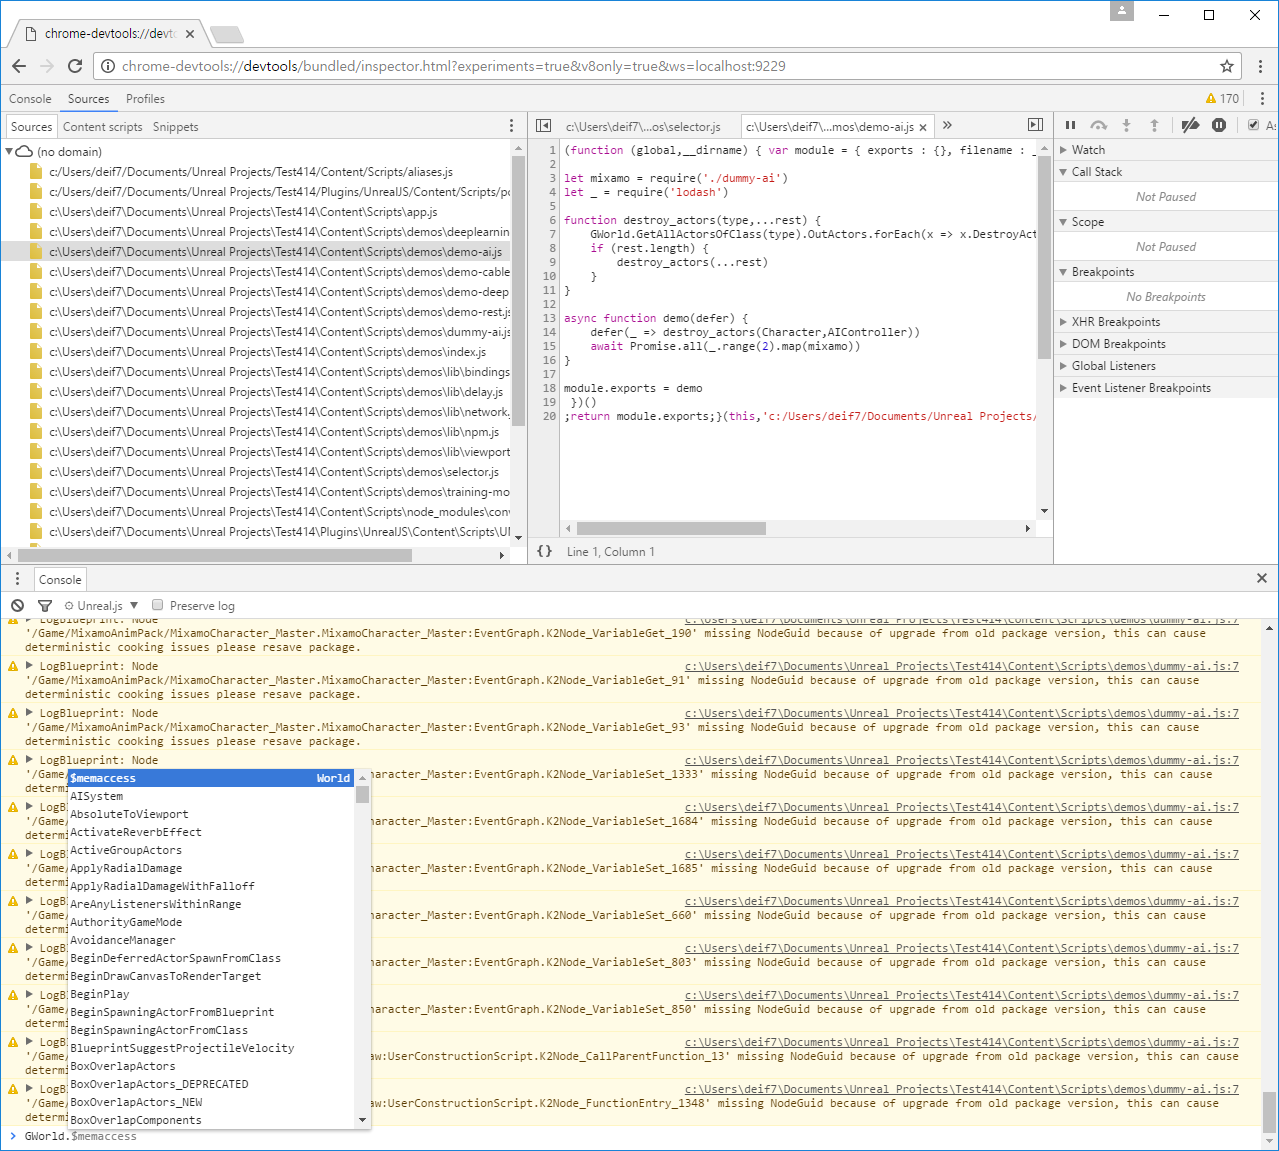 chrome-devtools://devto
chrome-devtools://devtools/bundled/inspector.html?experiments=true&v8only=true&ws=localhost:9229
Console Sources Profiles 170
Sources Content scripts Snippets
(no domain)
c:/Users/deif7/Documents/Unreal Projects/Test414/Content/Scripts/aliases.js
c:/Users/deif7/Documents/Unreal Projects/Test414/Plugins/UnrealJS/Content/Scripts/po
c:\Users\deif7\Documents\Unreal Projects\Test414\Content\Scripts\app.js
c:\Users\deif7\Documents\Unreal Projects\Test414\Content\Scripts\demos\deeplearnin
c:\Users\deif7\Documents\Unreal Projects\Test414\Content\Scripts\demos\demo-ai.js
c:\Users\deif7\Documents\Unreal Projects\Test414\Content\Scripts\demos\demo-cable
c:\Users\deif7\Documents\Unreal Projects\Test414\Content\Scripts\demos\demo-deep
c:\Users\deif7\Documents\Unreal Projects\Test414\Content\Scripts\demos\demo-rest.js
c:\Users\deif7\Documents\Unreal Projects\Test414\Content\Scripts\demos\dummy-ai.js
c:\Users\deif7\Documents\Unreal Projects\Test414\Content\Scripts\demos\index.js
c:\Users\deif7\Documents\Unreal Projects\Test414\Content\Scripts\demos\lib\bindings
c:\Users\deif7\Documents\Unreal Projects\Test414\Content\Scripts\demos\lib\delay.js
c:\Users\deif7\Documents\Unreal Projects\Test414\Content\Scripts\demos\lib\network.
c:\Users\deif7\Documents\Unreal Projects\Test414\Content\Scripts\demos\lib\npm.js
c:\Users\deif7\Documents\Unreal Projects\Test414\Content\Scripts\demos\lib\viewport
c:\Users\deif7\Documents\Unreal Projects\Test414\Content\Scripts\demos\selector.js
c:\Users\deif7\Documents\Unreal Projects\Test414\Content\Scripts\demos\training-mo
c:\Users\deif7\Documents\Unreal Projects\Test414\Content\Scripts\node_modules\con
c:\Users\deif7\Documents\Unreal Projects\Test414\Plugins\UnrealJS\Content\Scripts\UN
c:\Users\deif7\...os\selector.js c:\Users\deif7\...mos\demo-ai.js
1 (function (global,__dirname) { var module = { exports : {}, filename : _
2
3 let mixamo = require('./dummy-ai')
4 let _ = require('lodash')
5
6 function destroy_actors(type,...rest) {
7 GWorld.GetAllActorsOfClass(type).OutActors.forEach(x => x.DestroyAct
8 if (rest.length) {
9 destroy_actors(...rest)
10 }
11 }
12
13 async function demo(defer) {
14 defer(_ => destroy_actors(Character,AIController))
15 await Promise.all(_.range(2).map(mixamo))
16 }
17
18 module.exports = demo
19 })()
20 ;return module.exports;}(this,'c:/Users/deif7/Documents/Unreal Projects/
{} Line 1, Column 1
As
Watch
Call Stack
Not Paused
Scope
Not Paused
Breakpoints
No Breakpoints
XHR Breakpoints
DOM Breakpoints
Global Listeners
Event Listener Breakpoints
Console
Unreal.js Preserve log
LogBlueprint: Node c:\Users\deif7\Documents\Unreal Projects\Test414\Content\Scripts\demos\dummy-ai.js:7
'/Game/MixamoAnimPack/MixamoCharacter_Master.MixamoCharacter_Master:EventGraph.K2Node_VariableGet_190' missing NodeGuid because of upgrade from old package version, this can cause
deterministic cooking issues please resave package.
LogBlueprint: Node c:\Users\deif7\Documents\Unreal Projects\Test414\Content\Scripts\demos\dummy-ai.js:7
'/Game/MixamoAnimPack/MixamoCharacter_Master.MixamoCharacter_Master:EventGraph.K2Node_VariableGet_91' missing NodeGuid because of upgrade from old package version, this can cause
deterministic cooking issues please resave package.
LogBlueprint: Node c:\Users\deif7\Documents\Unreal Projects\Test414\Content\Scripts\demos\dummy-ai.js:7
'/Game/MixamoAnimPack/MixamoCharacter_Master.MixamoCharacter_Master:EventGraph.K2Node_VariableGet_93' missing NodeGuid because of upgrade from old package version, this can cause
deterministic cooking issues please resave package.
LogBlueprint: Node c:\Users\deif7\Documents\Unreal Projects\Test414\Content\Scripts\demos\dummy-ai.js:7
'/Game aracter_Master:EventGraph.K2Node_VariableSet_1333' missing NodeGuid because of upgrade from old package version, this can cause
determi
LogBl c:\Users\deif7\Documents\Unreal Projects\Test414\Content\Scripts\demos\dummy-ai.js:7
'/Game aracter_Master:EventGraph.K2Node_VariableSet_1684' missing NodeGuid because of upgrade from old package version, this can cause
determi
LogBl c:\Users\deif7\Documents\Unreal Projects\Test414\Content\Scripts\demos\dummy-ai.js:7
'/Game aracter_Master:EventGraph.K2Node_VariableSet_1685' missing NodeGuid because of upgrade from old package version, this can cause
determi
LogBl c:\Users\deif7\Documents\Unreal Projects\Test414\Content\Scripts\demos\dummy-ai.js:7
'/Game aracter_Master:EventGraph.K2Node_VariableSet_660' missing NodeGuid because of upgrade from old package version, this can cause
determi
LogBl c:\Users\deif7\Documents\Unreal Projects\Test414\Content\Scripts\demos\dummy-ai.js:7
'/Game aracter_Master:EventGraph.K2Node_VariableSet_803' missing NodeGuid because of upgrade from old package version, this can cause
determi
LogBl c:\Users\deif7\Documents\Unreal Projects\Test414\Content\Scripts\demos\dummy-ai.js:7
'/Game aracter_Master:EventGraph.K2Node_VariableSet_850' missing NodeGuid because of upgrade from old package version, this can cause
determi
LogBl c:\Users\deif7\Documents\Unreal Projects\Test414\Content\Scripts\demos\dummy-ai.js:7
'/Game aw:UserConstructionScript.K2Node_CallParentFunction_13' missing NodeGuid because of upgrade from old package version, this can cause
determi
LogBl c:\Users\deif7\Documents\Unreal Projects\Test414\Content\Scripts\demos\dummy-ai.js:7
'/Game aw:UserConstructionScript.K2Node_FunctionEntry_1348' missing NodeGuid because of upgrade from old package version, this can cause
determi
$memaccess World
AISystem
AbsoluteToViewport
ActivateReverbEffect
ActiveGroupActors
ApplyRadialDamage
ApplyRadialDamageWithFalloff
AreAnyListenersWithinRange
AuthorityGameMode
AvoidanceManager
BeginDeferredActorSpawnFromClass
BeginDrawCanvasToRenderTarget
BeginPlay
BeginSpawningActorFromBlueprint
BeginSpawningActorFromClass
BlueprintSuggestProjectileVelocity
BoxOverlapActors
BoxOverlapActors_DEPRECATED
BoxOverlapActors_NEW
BoxOverlapComponents
GWorld.$memaccess